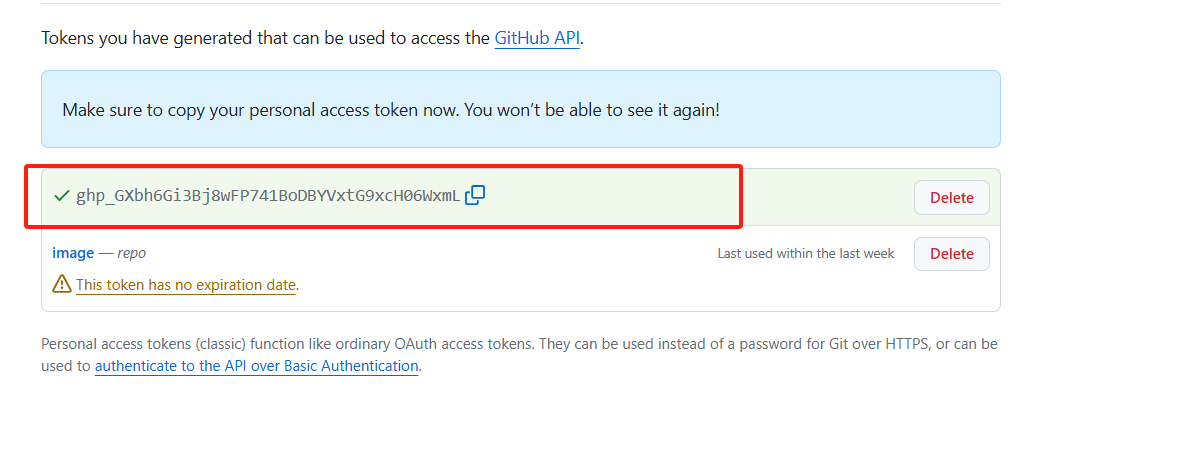 Tokens you have generated that can be used to access the GitHub API.
Make sure to copy your personal access token now. You won’t be able to see it again!
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
Delete
image — repo
Last used within the last week
Delete
This token has no expiration date.
Personal access tokens (classic) function like ordinary OAuth access tokens. They can be used instead of a password for Git over HTTPS, or can be
used to authenticate to the API over Basic Authentication.